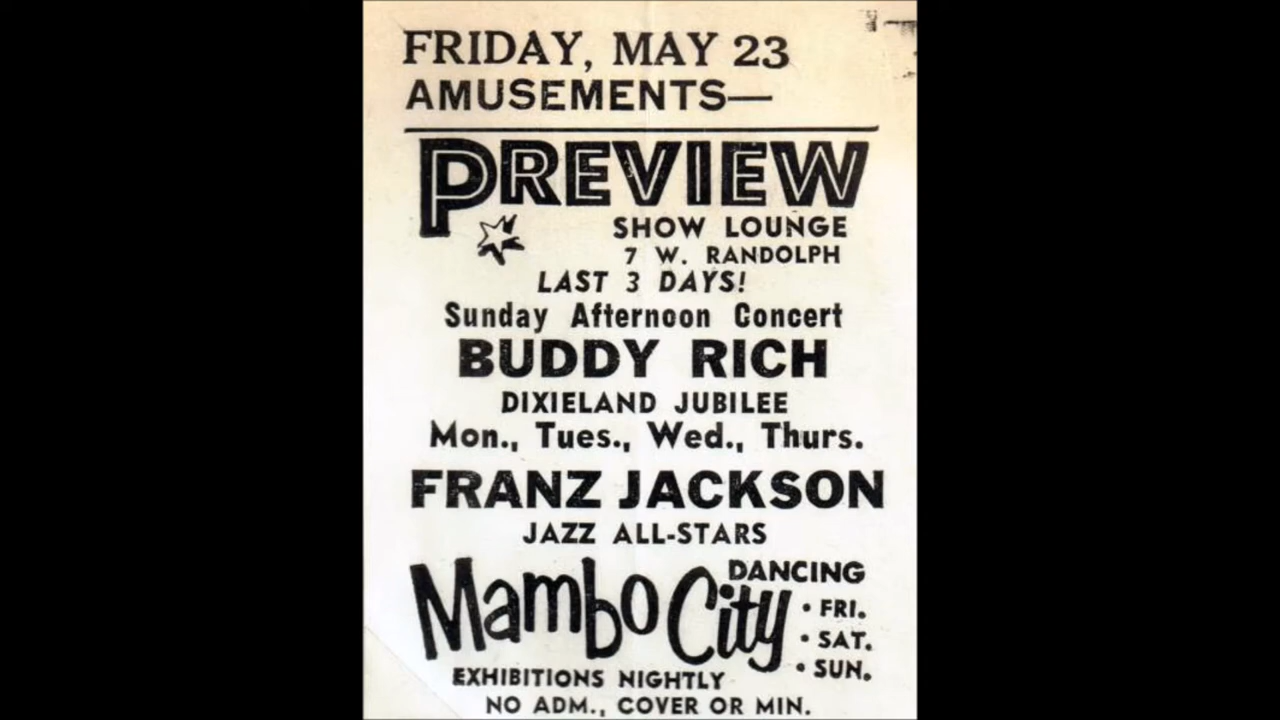 FRIDAY, MAY 23
AMUSEMENTS—
PREVIEW
SHOW LOUNGE
7 W. RANDOLPH
LAST 3 DAYS!
Sunday Afternoon Concert
BUDDY RICH
DIXIELAND JUBILEE
Mon., Tues., Wed., Thurs.
FRANZ JACKSON
JAZZ ALL-STARS
Mambo City
DANCING
• FRI.
• SAT.
• SUN.
EXHIBITIONS NIGHTLY
NO ADM., COVER OR MIN.